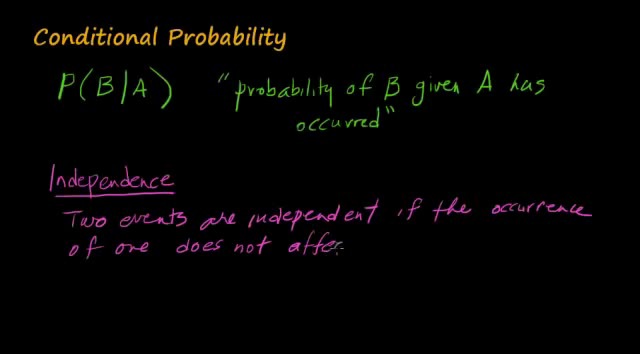 Conditional Probability
P(B/A) "probability of B given A has
occurred"
Independence
Two events are independent if the occurrence
of one does not affe